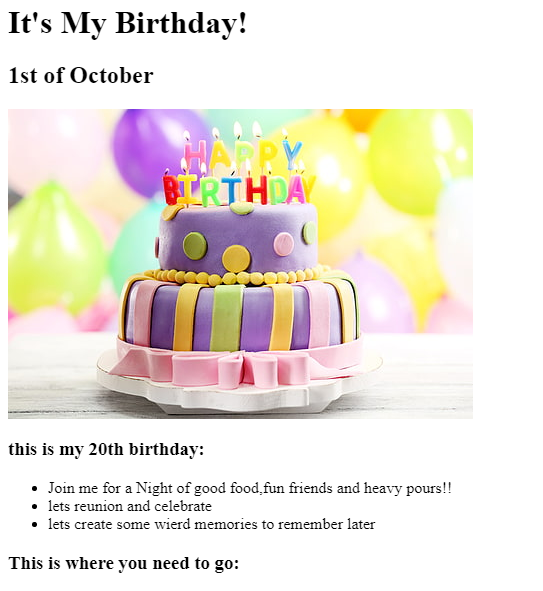 It's My Birthday!
1st of October
HAPPY
BIRTHDAY
this is my 20th birthday:
Join me for a Night of good food,fun friends and heavy pours!!
lets reunion and celebrate
lets create some wierd memories to remember later
This is where you need to go: